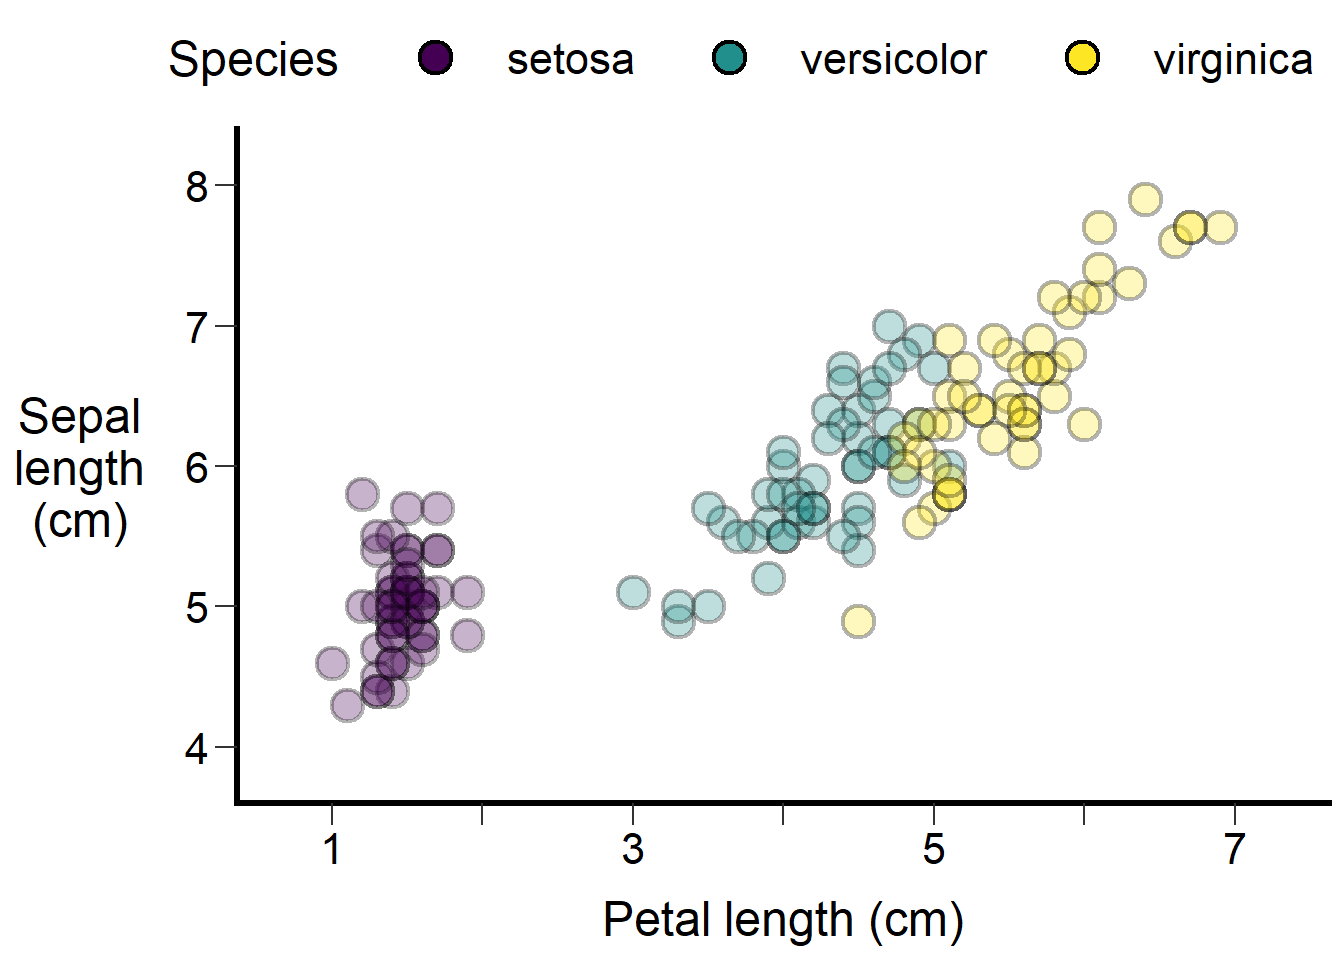 Species setosa versicolor virginica
8
7
6
5
4
Sepal
length
(cm)
1 3 5 7
Petal length (cm)